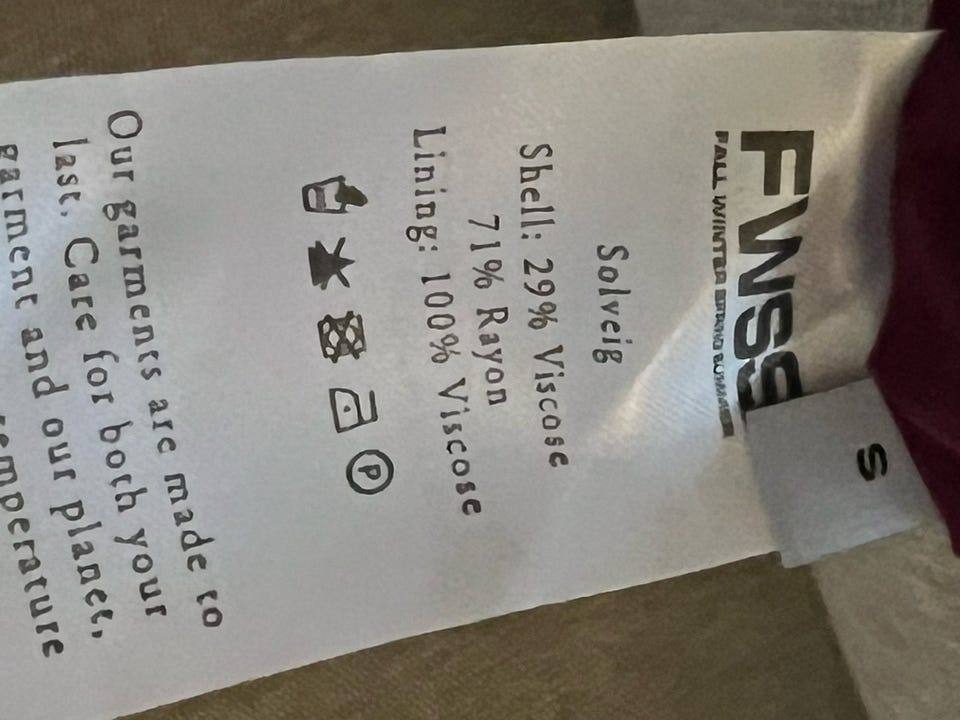 FWSS
FALL WINTER SPRING SUMMER
S
Solveig
Shell: 29% Viscose
71% Rayon
Lining: 100% Viscose
P
Our garments are made to
last. Care for both your
garment and our planet,
temperature